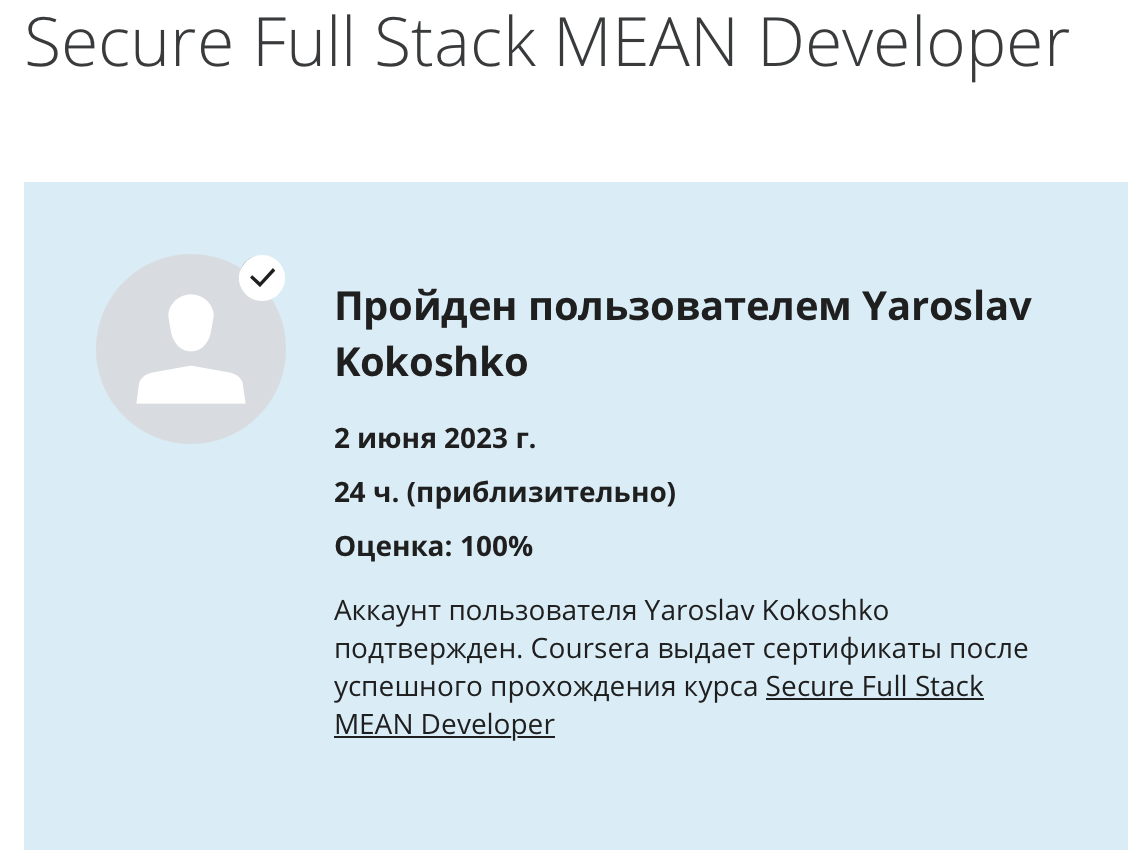 Secure Full Stack MEAN Developer
Пройден пользователем Yaroslav
Kokoshko
2 июня 2023 г.
24 ч. (приблизительно)
Оценка: 100%
Аккаунт пользователя Yaroslav Kokoshko
подтвержден. Coursera выдает сертификаты после
успешного прохождения курса Secure Full Stack
MEAN Developer